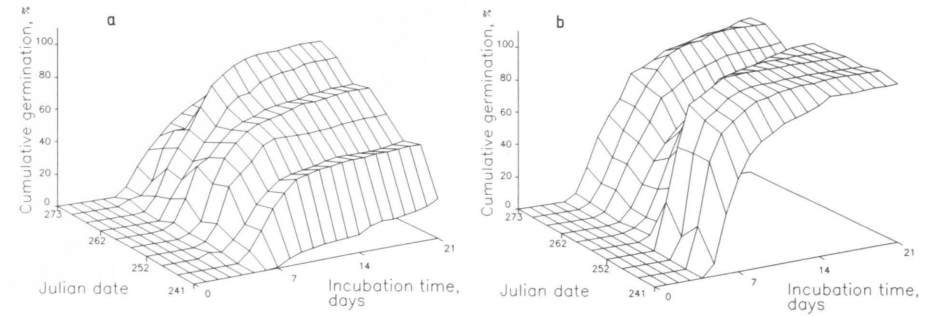 a
Cumulative germination, %
100
80
60
40
20
0
273
262
252
241
Julian date
0
7
14
21
Incubation time,
days
b
Cumulative germination, %
100
80
60
40
20
0
273
262
252
241
Julian date
0
7
14
21
Incubation time,
days